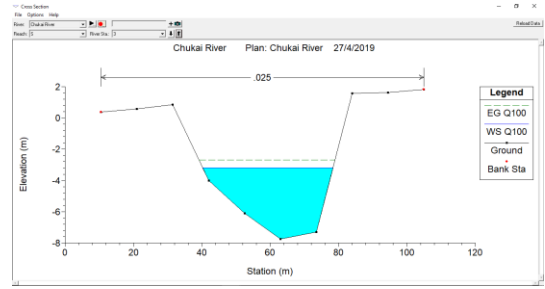 Cross Section
File Options Help
River: Chukai River
Reload Data
Reach: S River Sta.: 3
Chukai River Plan: Chukai River 27/4/2019
.025
Elevation (m)
2
0
-2
-4
-6
-8
0 20 40 60 80 100 120
Station (m)
Legend
EG Q100
WS Q100
Ground
Bank Sta